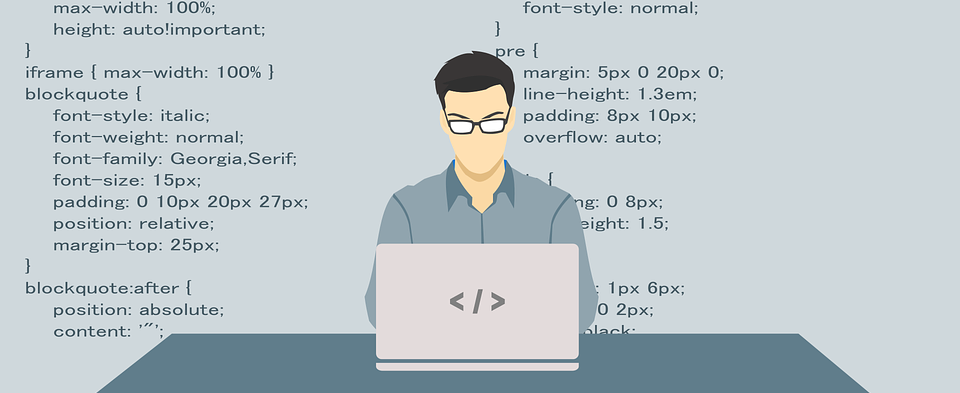 max-width: 100%;
height: auto!important;
}
iframe { max-width: 100% }
blockquote {
font-style: italic;
font-weight: normal;
font-family: Georgia,Serif;
font-size: 15px;
padding: 0 10px 20px 27px;
position: relative;
margin-top: 25px;
}
blockquote:after {
position: absolute;
content: '"';
font-style: normal;
}
pre {
margin: 5px 0 20px 0;
line-height: 1.3em;
padding: 8px 10px;
overflow: auto;
{
0 8px;
1.5;
1px 6px;
0 2px;
</>